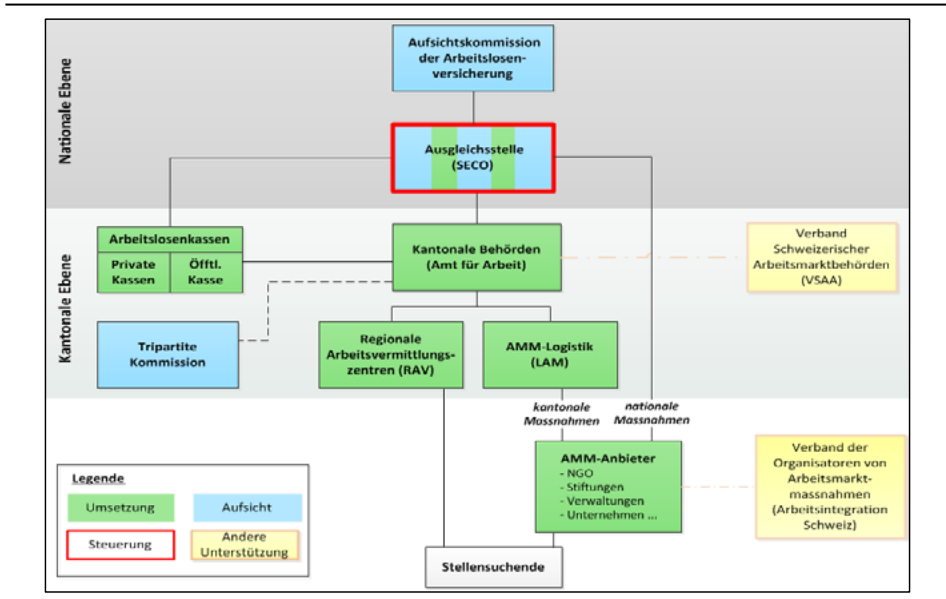 Nationale Ebene
Aufsichtskommission
der Arbeitslosen-
versicherung
Ausgleichsstelle
(SECO)
Kantonale Ebene
Arbeitslosenkassen
Private
Kassen
Öfftl.
Kasse
Kantonale Behörden
(Amt für Arbeit)
Verband
Schweizerischer
Arbeitsmarktbehörden
(VSAA)
Tripartite
Kommission
Regionale
Arbeitsvermittlungs-
zentren (RAV)
AMM-Logistik
(LAM)
kantonale
Massnahmen
nationale
Massnahmen
AMM-Anbieter
- NGO
- Stiftungen
- Verwaltungen
- Unternehmen ...
Verband der
Organisatoren von
Arbeitsmarkt-
massnahmen
(Arbeitsintegration
Schweiz)
Legende
Umsetzung
Aufsicht
Steuerung
Andere
Unterstützung
Stellensuchende